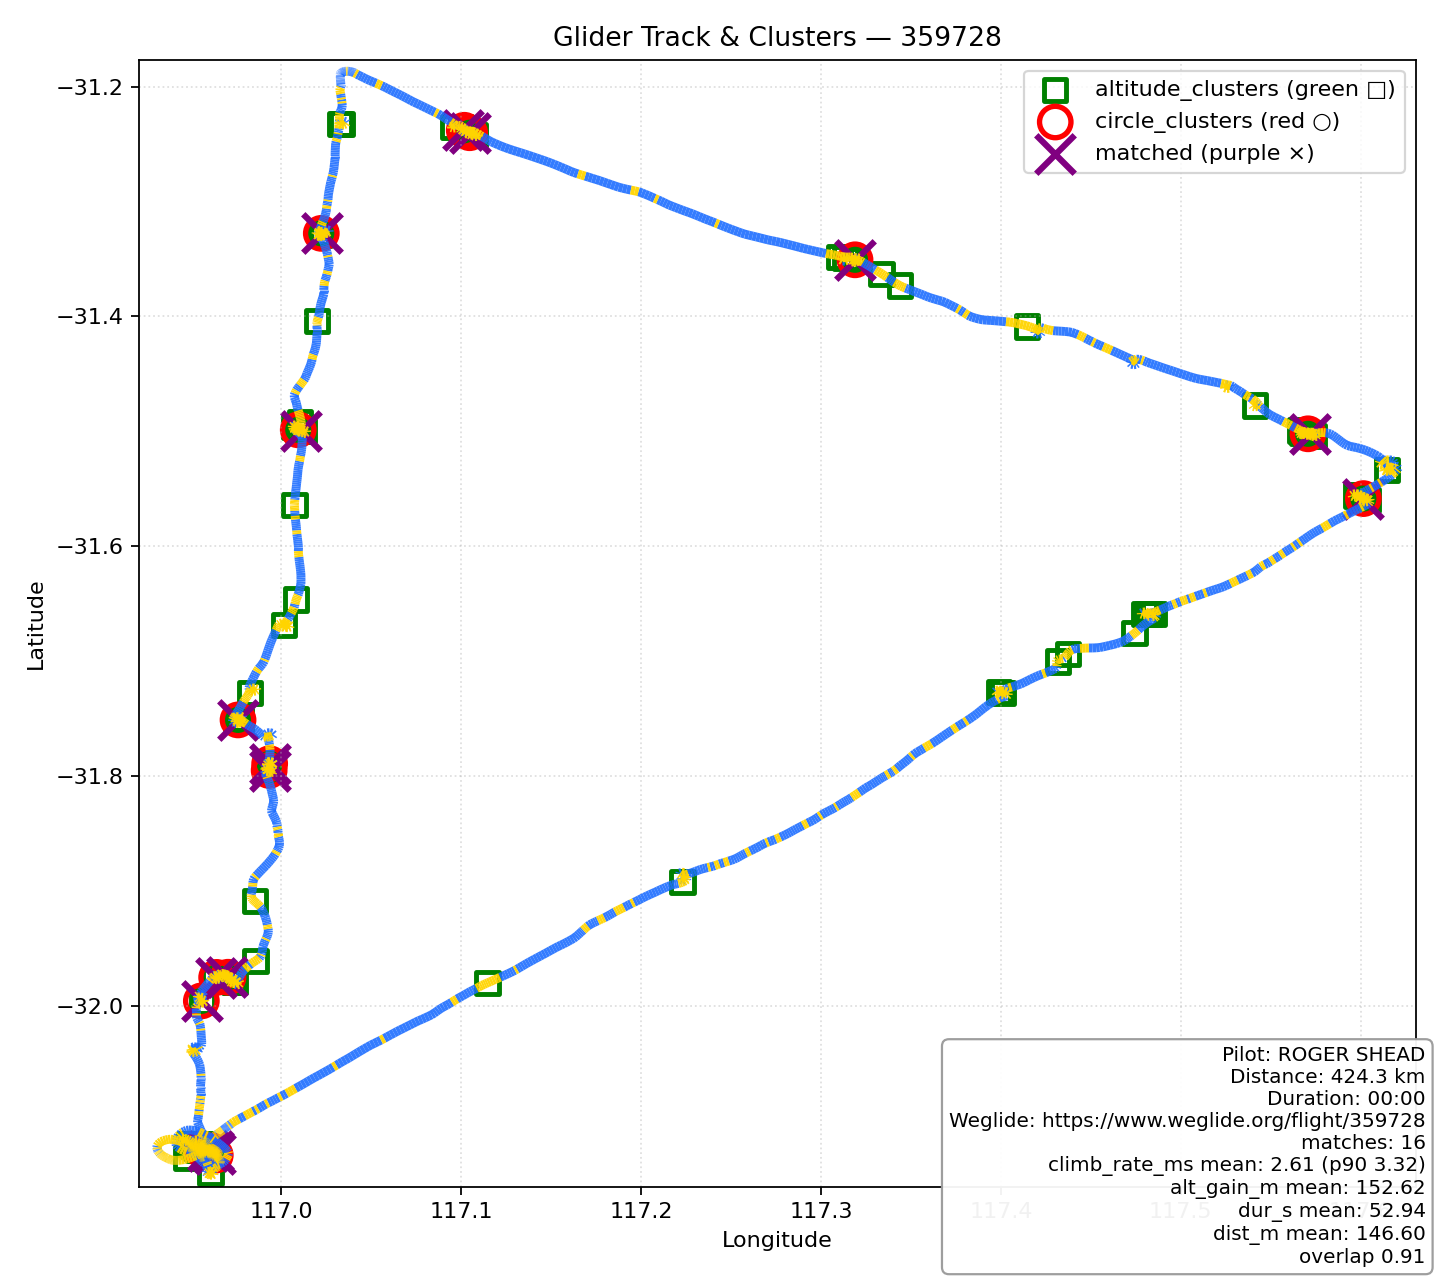 Glider Track & Clusters — 359728
altitude_clusters (green □)
circle_clusters (red ○)
matched (purple ×)
Latitude
−31.2
−31.4
−31.6
−31.8
−32.0
117.0
117.1
117.2
117.3
117.4
117.5
Longitude
Pilot: ROGER SHEAD
Distance: 424.3 km
Duration: 00:00
Weglide: https://www.weglide.org/flight/359728
matches: 16
climb_rate_ms mean: 2.61 (p90 3.32)
alt_gain_m mean: 152.62
dur_s mean: 52.94
dist_m mean: 146.60
overlap 0.91